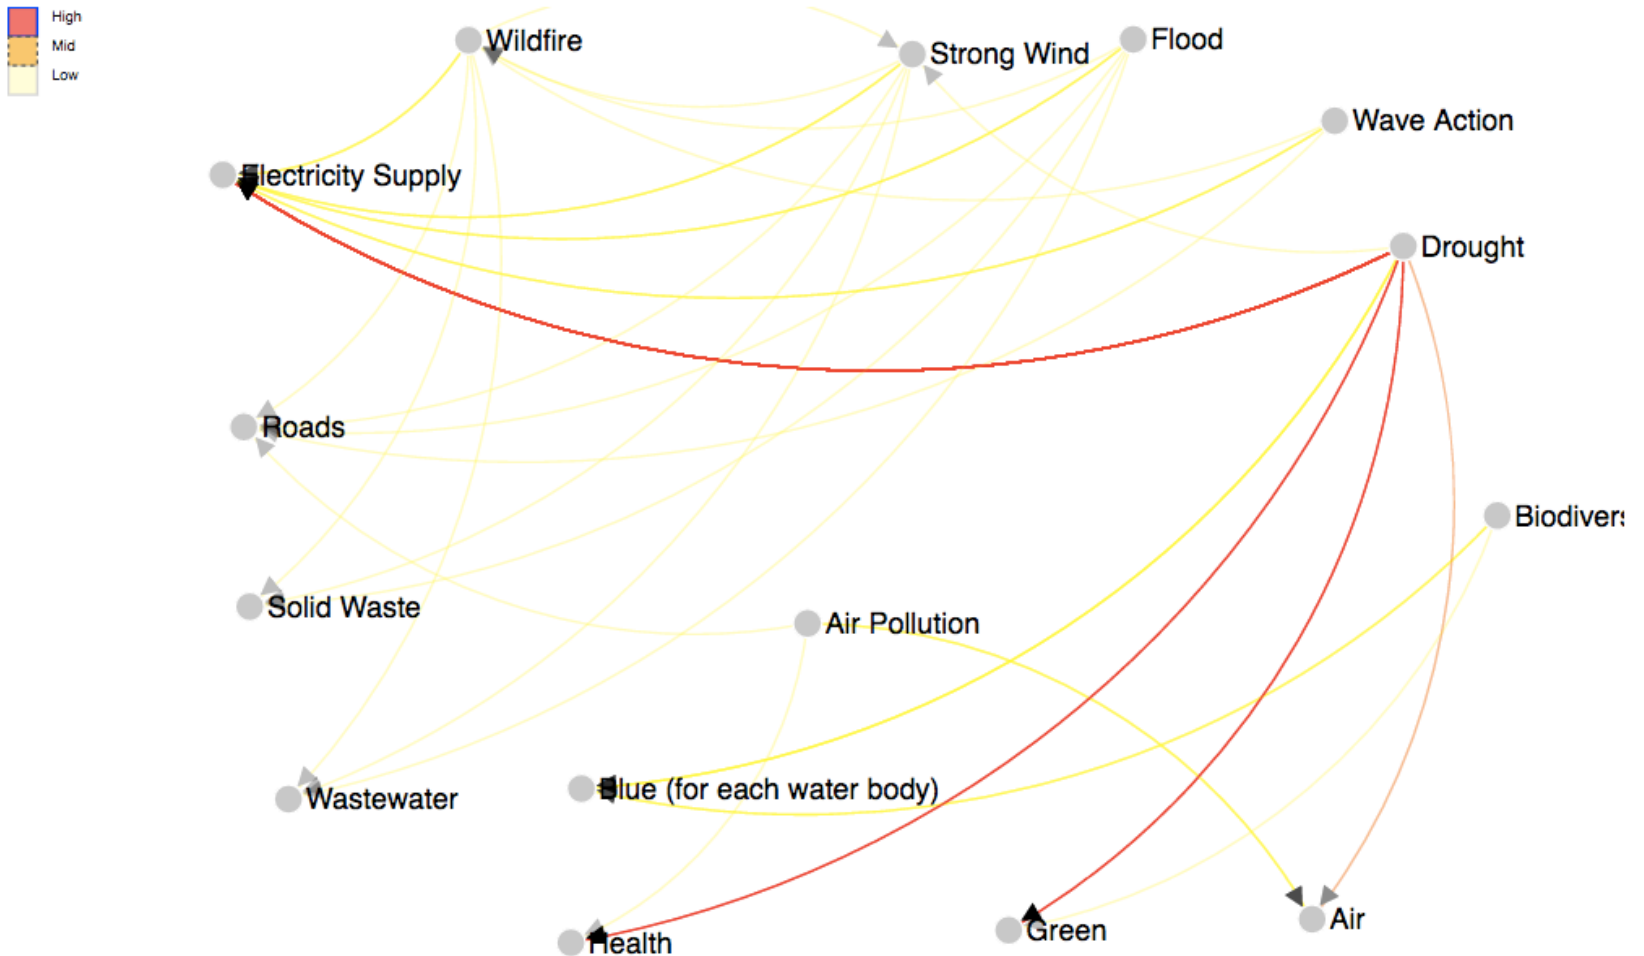 High
Mid
Low
Wildfire
Strong Wind
Flood
Wave Action
Electricity Supply
Drought
Roads
Biodivers
Solid Waste
Air Pollution
Wastewater
Blue (for each water body)
Health
Green
Air